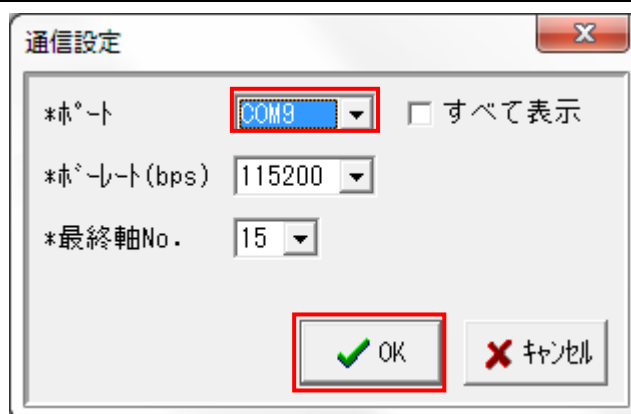 通信設定
*ﾎﾟｰﾄ COM9 すべて表示
*ﾎﾞｰﾚｰﾄ(bps) 115200
*最終軸No. 15
OK ｷｬﾝｾﾙ